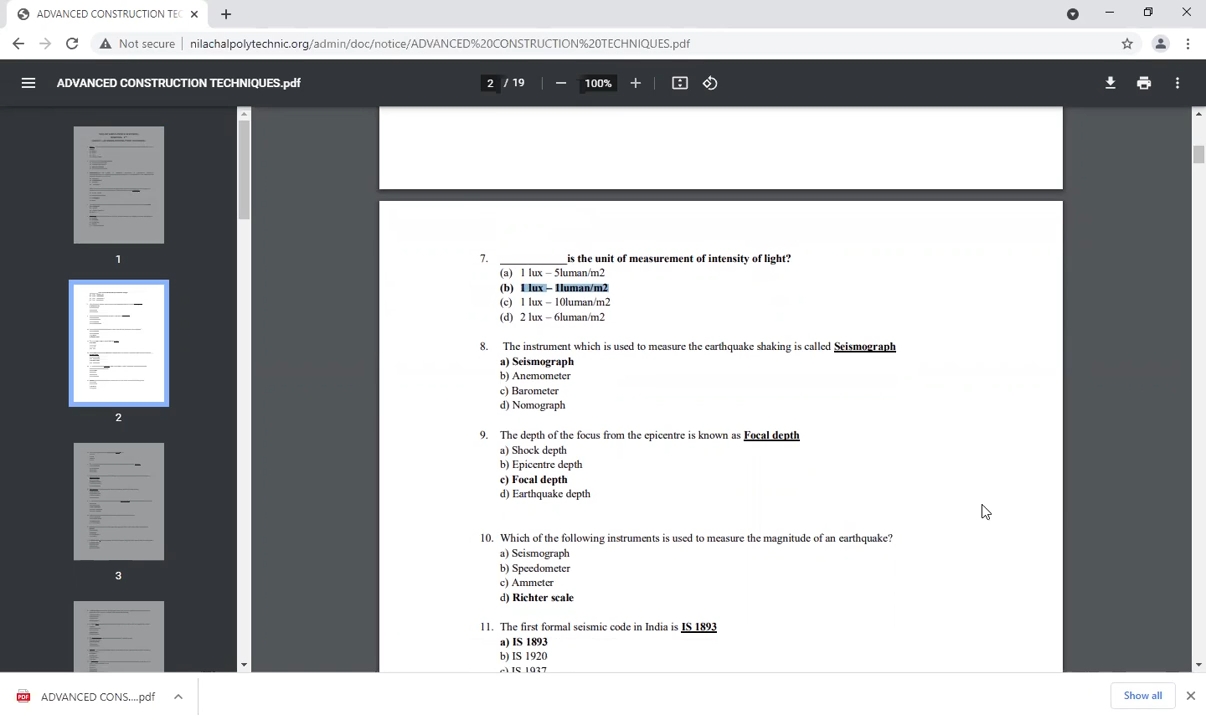 ADVANCED CONSTRUCTION TEC
Not secure nilachalpolytechnic.org/admin/doc/notice/ADVANCED%20CONSTRUCTION%20TECHNIQUES.pdf
ADVANCED CONSTRUCTION TECHNIQUES.pdf 2 / 19 100%
1
2
3
7. ____________is the unit of measurement of intensity of light?
(a) 1 lux – 5luman/m2
(b) 1 lux – 1luman/m2
(c) 1 lux – 10luman/m2
(d) 2 lux – 6luman/m2
8. The instrument which is used to measure the earthquake shaking is called Seismograph
a) Seismograph
b) Anemometer
c) Barometer
d) Nomograph
9. The depth of the focus from the epicentre is known as Focal depth
a) Shock depth
b) Epicentre depth
c) Focal depth
d) Earthquake depth
10. Which of the following instruments is used to measure the magnitude of an earthquake?
a) Seismograph
b) Speedometer
c) Ammeter
d) Richter scale
11. The first formal seismic code in India is IS 1893
a) IS 1893
b) IS 1920
c) IS 1937
ADVANCED CONS....pdf
Show all